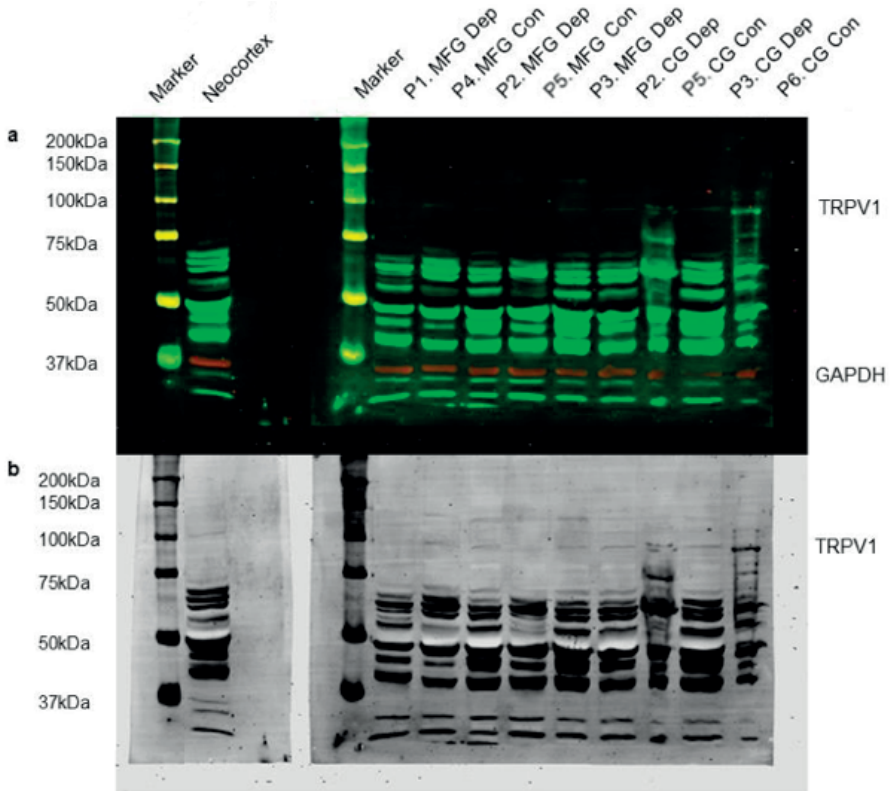 Marker
Neocortex
Marker
P1. MFG Dep
P4. MFG Con
P2. MFG Dep
P5. MFG Con
P3. MFG Dep
P2. CG Dep
P5. CG Con
P3. CG Dep
P6. CG Con
a
200kDa
150kDa
100kDa
75kDa
50kDa
37kDa
TRPV1
GAPDH
b
200kDa
150kDa
100kDa
75kDa
50kDa
37kDa
TRPV1